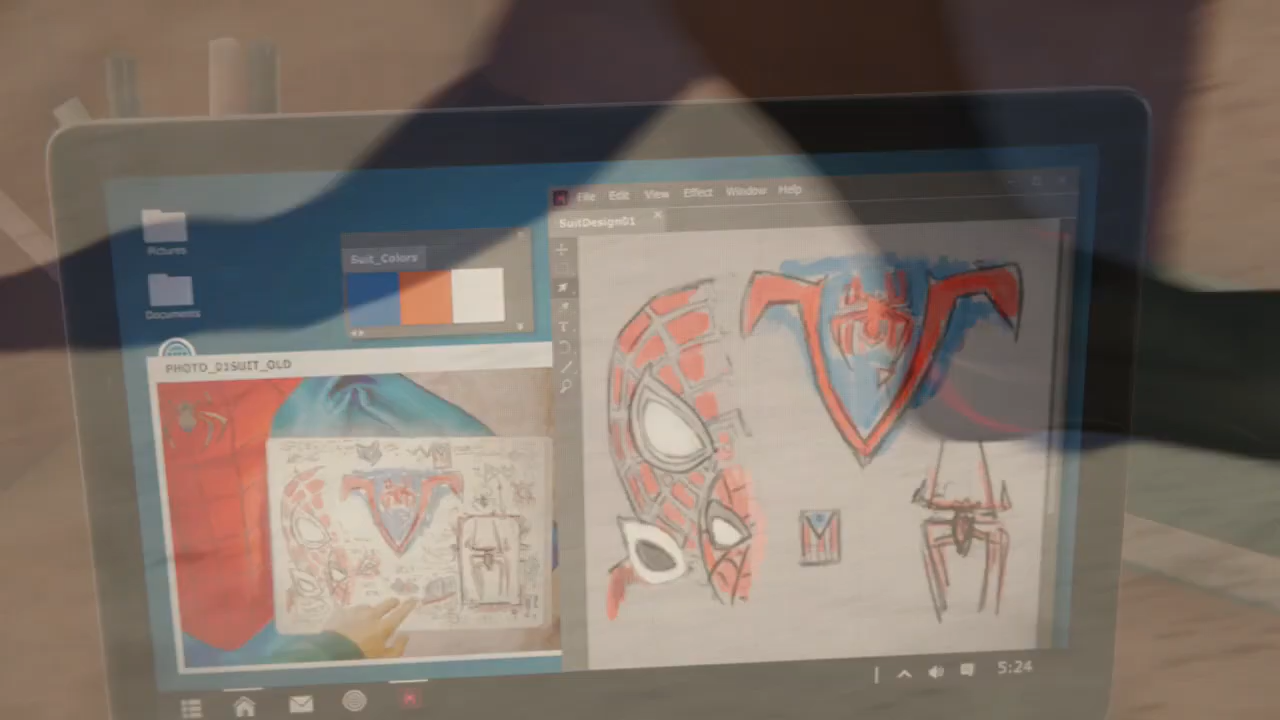 File Edit View Effect Window Help
SuitDesign01
Pictures
Suit_Colors
Documents
PHOTO_01SUIT_OLD
T
5:24